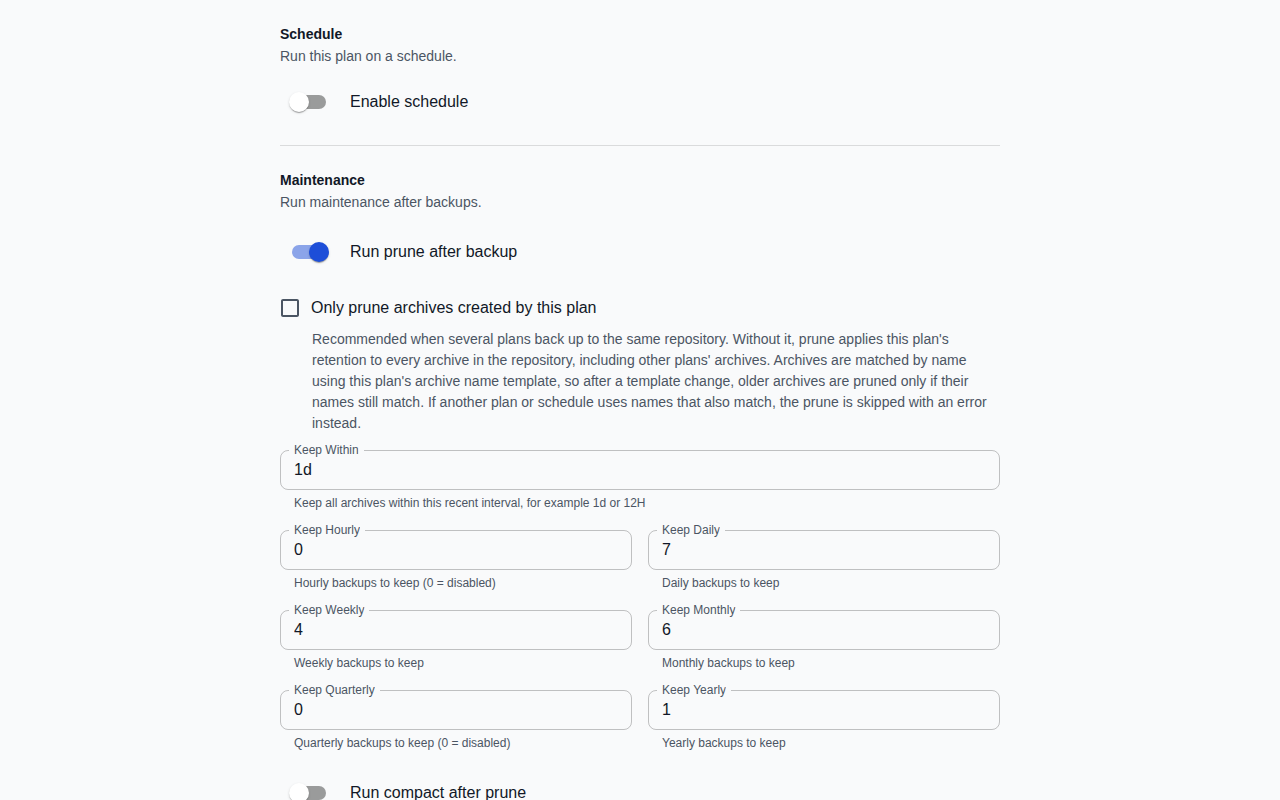 Schedule
Run this plan on a schedule.
Enable schedule
Maintenance
Run maintenance after backups.
Run prune after backup
Only prune archives created by this plan
Recommended when several plans back up to the same repository. Without it, prune applies this plan's
retention to every archive in the repository, including other plans' archives. Archives are matched by name
using this plan's archive name template, so after a template change, older archives are pruned only if their
names still match. If another plan or schedule uses names that also match, the prune is skipped with an error
instead.
Keep Within
1d
Keep all archives within this recent interval, for example 1d or 12H
Keep Hourly
0
Hourly backups to keep (0 = disabled)
Keep Daily
7
Daily backups to keep
Keep Weekly
4
Weekly backups to keep
Keep Monthly
6
Monthly backups to keep
Keep Quarterly
0
Quarterly backups to keep (0 = disabled)
Keep Yearly
1
Yearly backups to keep
Run compact after prune